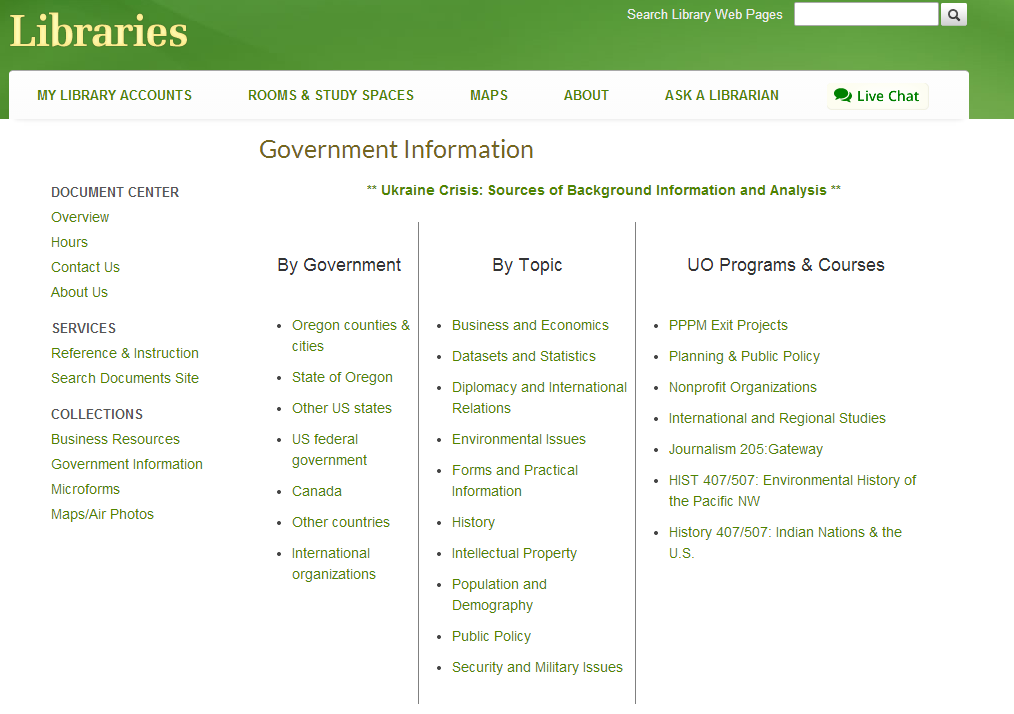 Libraries
Search Library Web Pages
MY LIBRARY ACCOUNTS
ROOMS & STUDY SPACES
MAPS
ABOUT
ASK A LIBRARIAN
Live Chat
Government Information
** Ukraine Crisis: Sources of Background Information and Analysis **
DOCUMENT CENTER
Overview
Hours
Contact Us
About Us
SERVICES
Reference & Instruction
Search Documents Site
COLLECTIONS
Business Resources
Government Information
Microforms
Maps/Air Photos
By Government
Oregon counties &
cities
State of Oregon
Other US states
US federal
government
Canada
Other countries
International
organizations
By Topic
Business and Economics
Datasets and Statistics
Diplomacy and International
Relations
Environmental Issues
Forms and Practical
Information
History
Intellectual Property
Population and
Demography
Public Policy
Security and Military Issues
UO Programs & Courses
PPPM Exit Projects
Planning & Public Policy
Nonprofit Organizations
International and Regional Studies
Journalism 205:Gateway
HIST 407/507: Environmental History of
the Pacific NW
History 407/507: Indian Nations & the
U.S.